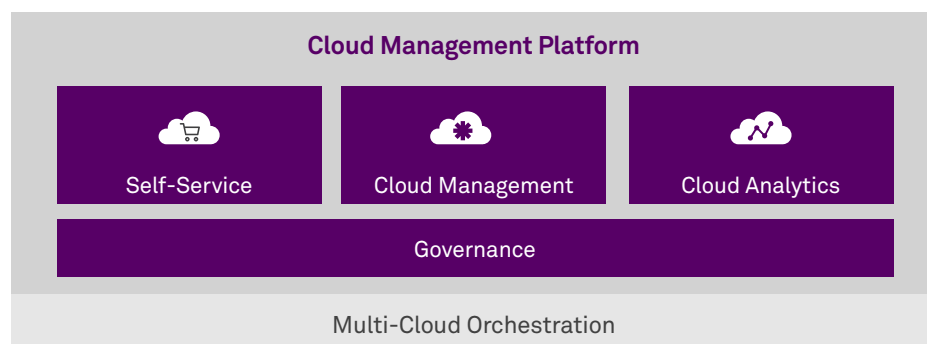 Cloud Management Platform
Self-Service
Cloud Management
Cloud Analytics
Governance
Multi-Cloud Orchestration